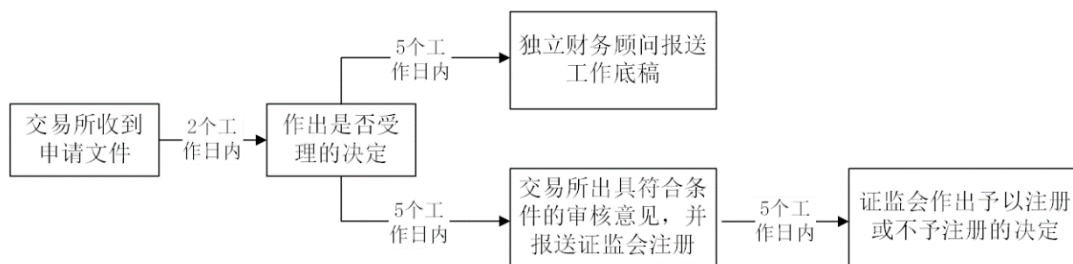 交易所收到
申请文件
2个工
作日内
作出是否受
理的决定
5个工
作日内
独立财务顾问报送
工作底稿
5个工
作日内
交易所出具符合条
件的审核意见，并
报送证监会注册
5个工
作日内
证监会作出予以注册
或不予注册的决定